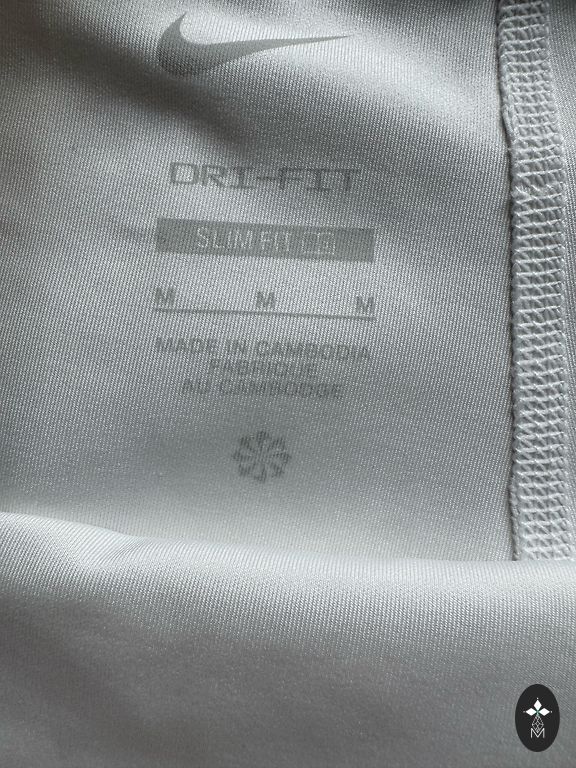 DRI-FIT
SLIM FIT
M M M
MADE IN CAMBODIA
FABRIQUÉ
AU CAMBODGE
M